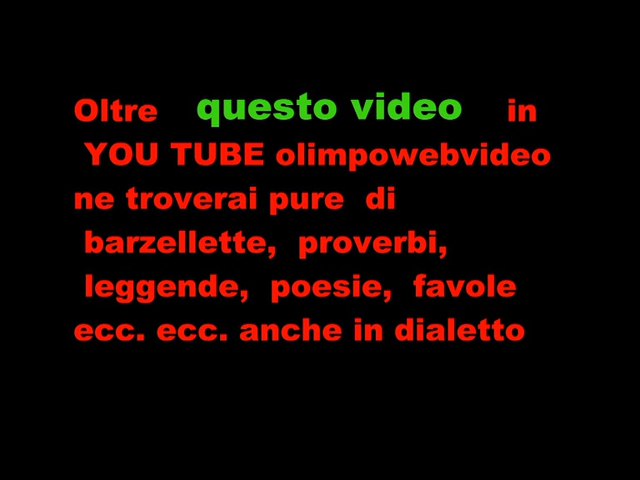 Oltre questo video in
YOU TUBE olimpowebvideo
ne troverai pure di
barzellette, proverbi,
leggende, poesie, favole
ecc. ecc. anche in dialetto